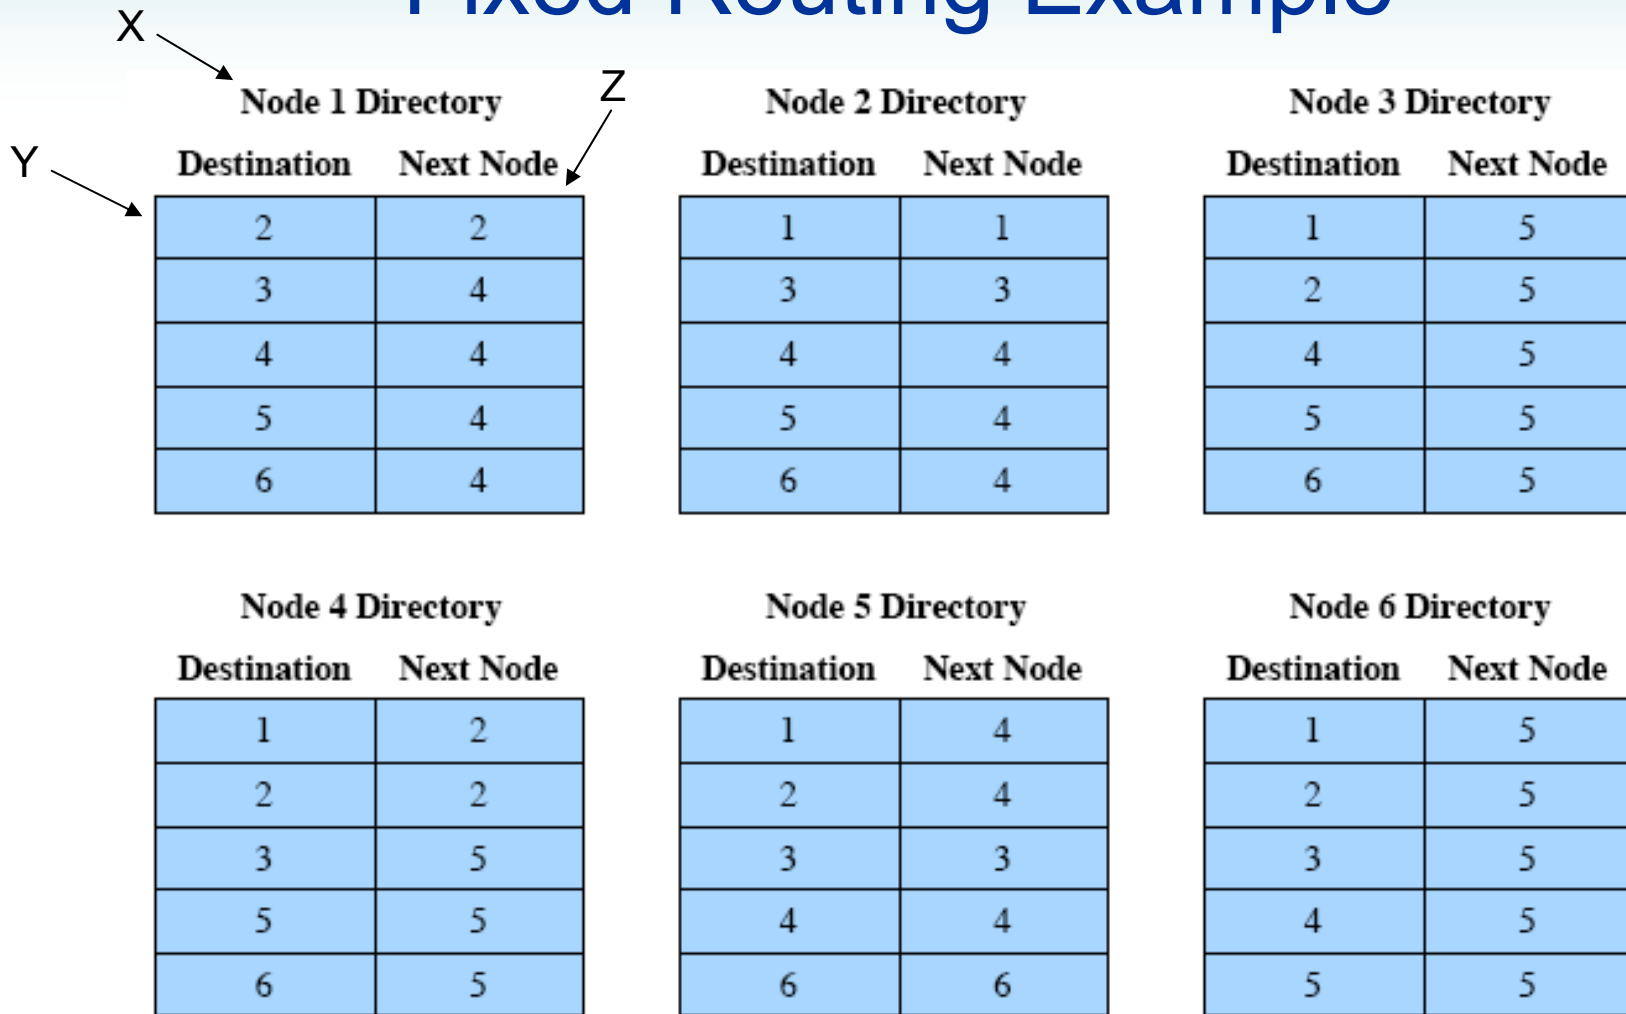 Fixed Routing Example
X
Z
Node 1 Directory Node 2 Directory Node 3 Directory
Y
Destination Next Node Destination Next Node Destination Next Node
2 2 1 1 1 5
3 4 3 3 2 5
4 4 4 4 4 5
5 4 5 4 5 5
6 4 6 4 6 5
Node 4 Directory Node 5 Directory Node 6 Directory
Destination Next Node Destination Next Node Destination Next Node
1 2 1 4 1 5
2 2 2 4 2 5
3 5 3 3 3 5
5 5 4 4 4 5
6 5 6 6 5 5